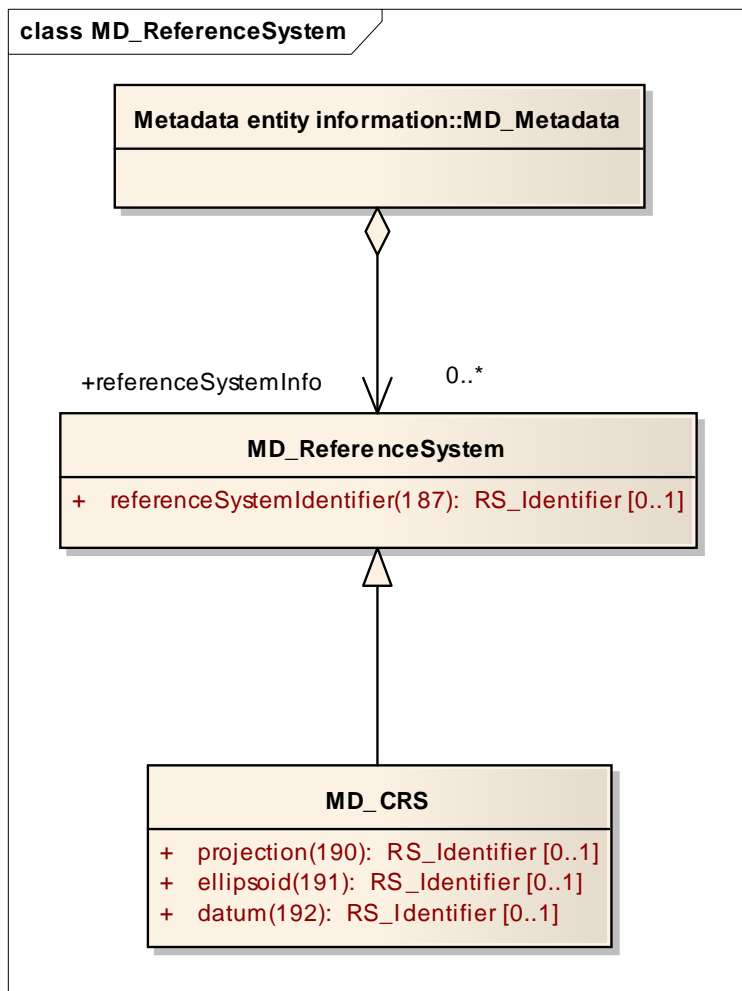 class MD_ReferenceSystem
Metadata entity information::MD_Metadata
+referenceSystemInfo 0..*
MD_ReferenceSystem
+ referenceSystemIdentifier(187): RS_Identifier [0..1]
MD_CRS
+ projection(190): RS_Identifier [0..1]
+ ellipsoid(191): RS_Identifier [0..1]
+ datum(192): RS_Identifier [0..1]